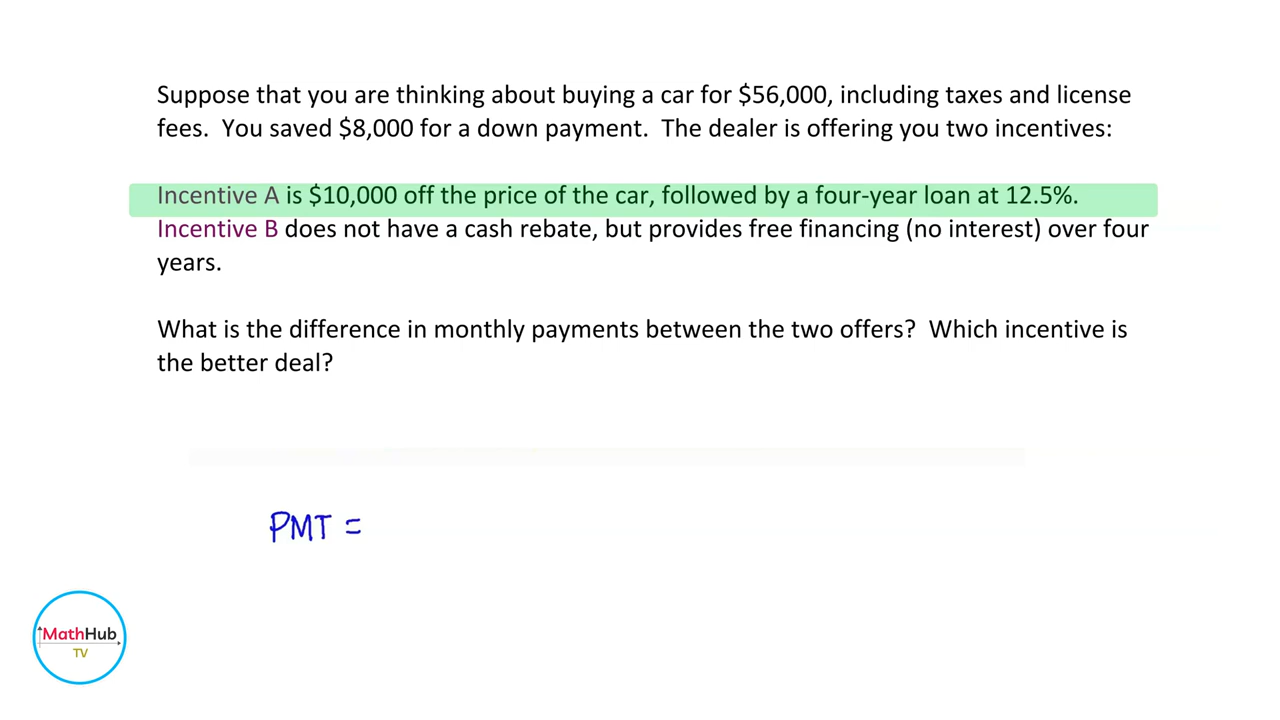 Suppose that you are thinking about buying a car for $56,000, including taxes and license
fees.  You saved $8,000 for a down payment.  The dealer is offering you two incentives:
Incentive A is $10,000 off the price of the car, followed by a four-year loan at 12.5%.
Incentive B does not have a cash rebate, but provides free financing (no interest) over four
years.
What is the difference in monthly payments between the two offers?  Which incentive is
the better deal?
PMT =
MathHub
TV